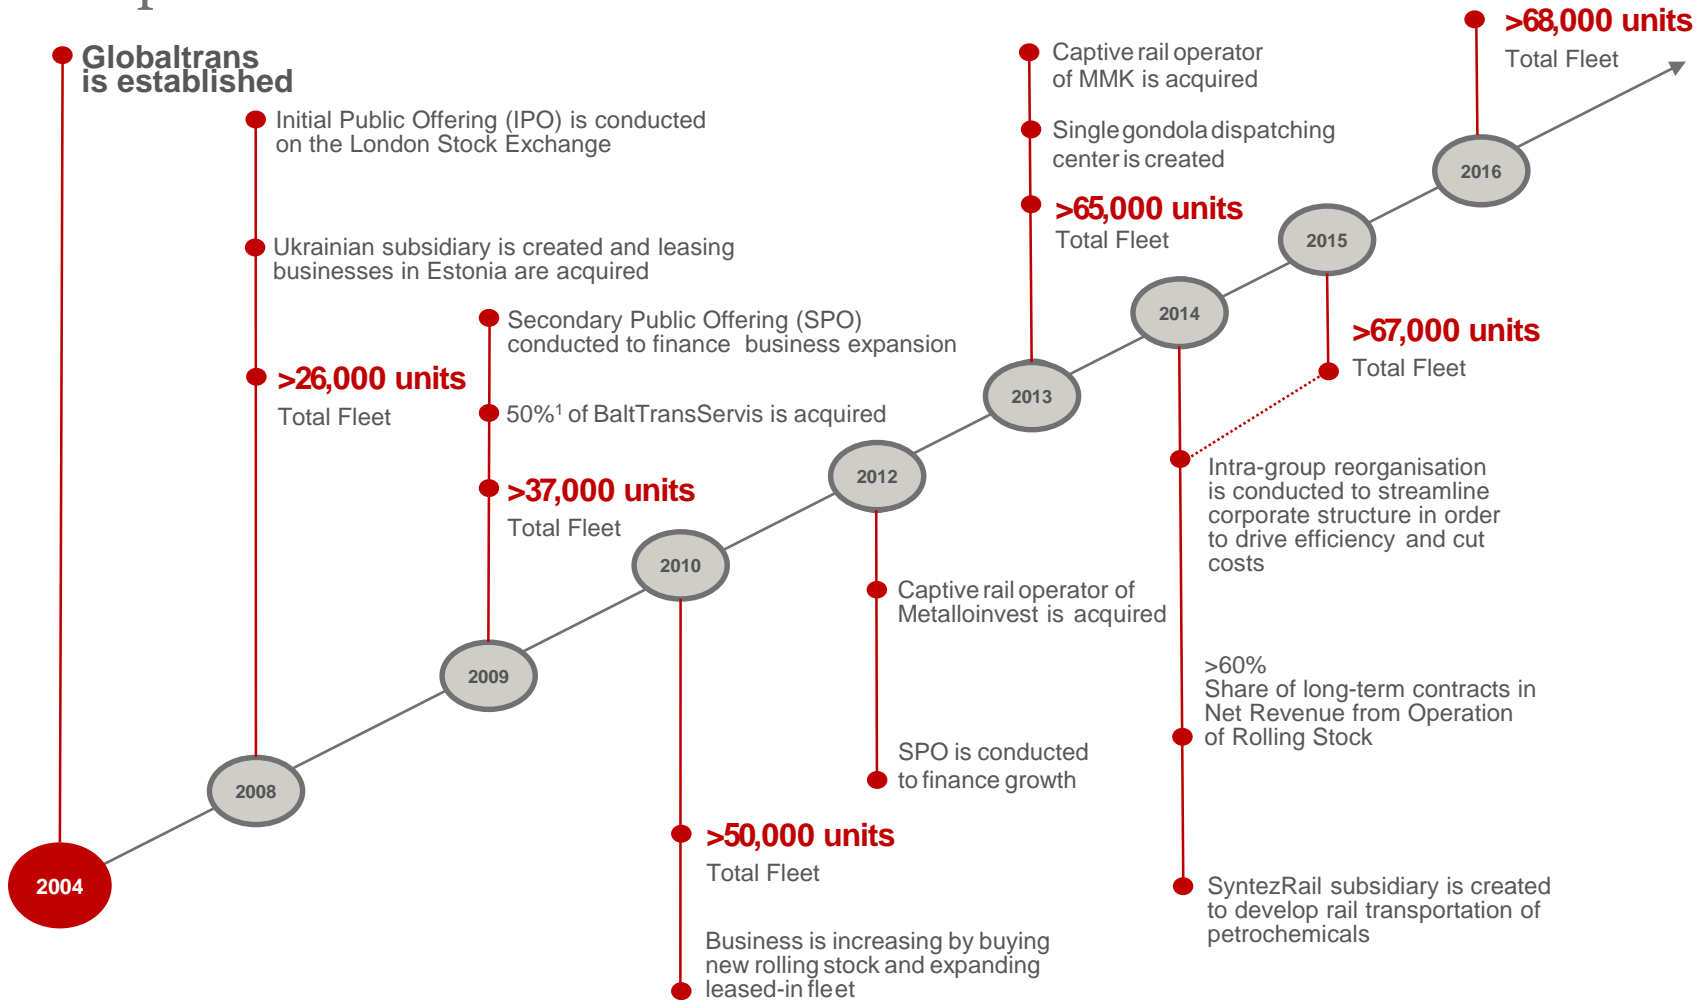 Globaltrans
is established
2004
Initial Public Offering (IPO) is conducted
on the London Stock Exchange
Ukrainian subsidiary is created and leasing
businesses in Estonia are acquired
>26,000 units
Total Fleet
2008
Secondary Public Offering (SPO)
conducted to finance business expansion
50%¹ of BaltTransServis is acquired
>37,000 units
Total Fleet
2009
2010
>50,000 units
Total Fleet
Business is increasing by buying
new rolling stock and expanding
leased-in fleet
2012
Captive rail operator of
Metalloinvest is acquired
SPO is conducted
to finance growth
Captive rail operator
of MMK is acquired
Single gondola dispatching
center is created
>65,000 units
Total Fleet
2013
2014
Intra-group reorganisation
is conducted to streamline
corporate structure in order
to drive efficiency and cut
costs
>60%
Share of long-term contracts in
Net Revenue from Operation
of Rolling Stock
SyntezRail subsidiary is created
to develop rail transportation of
petrochemicals
2015
>67,000 units
Total Fleet
>68,000 units
Total Fleet
2016